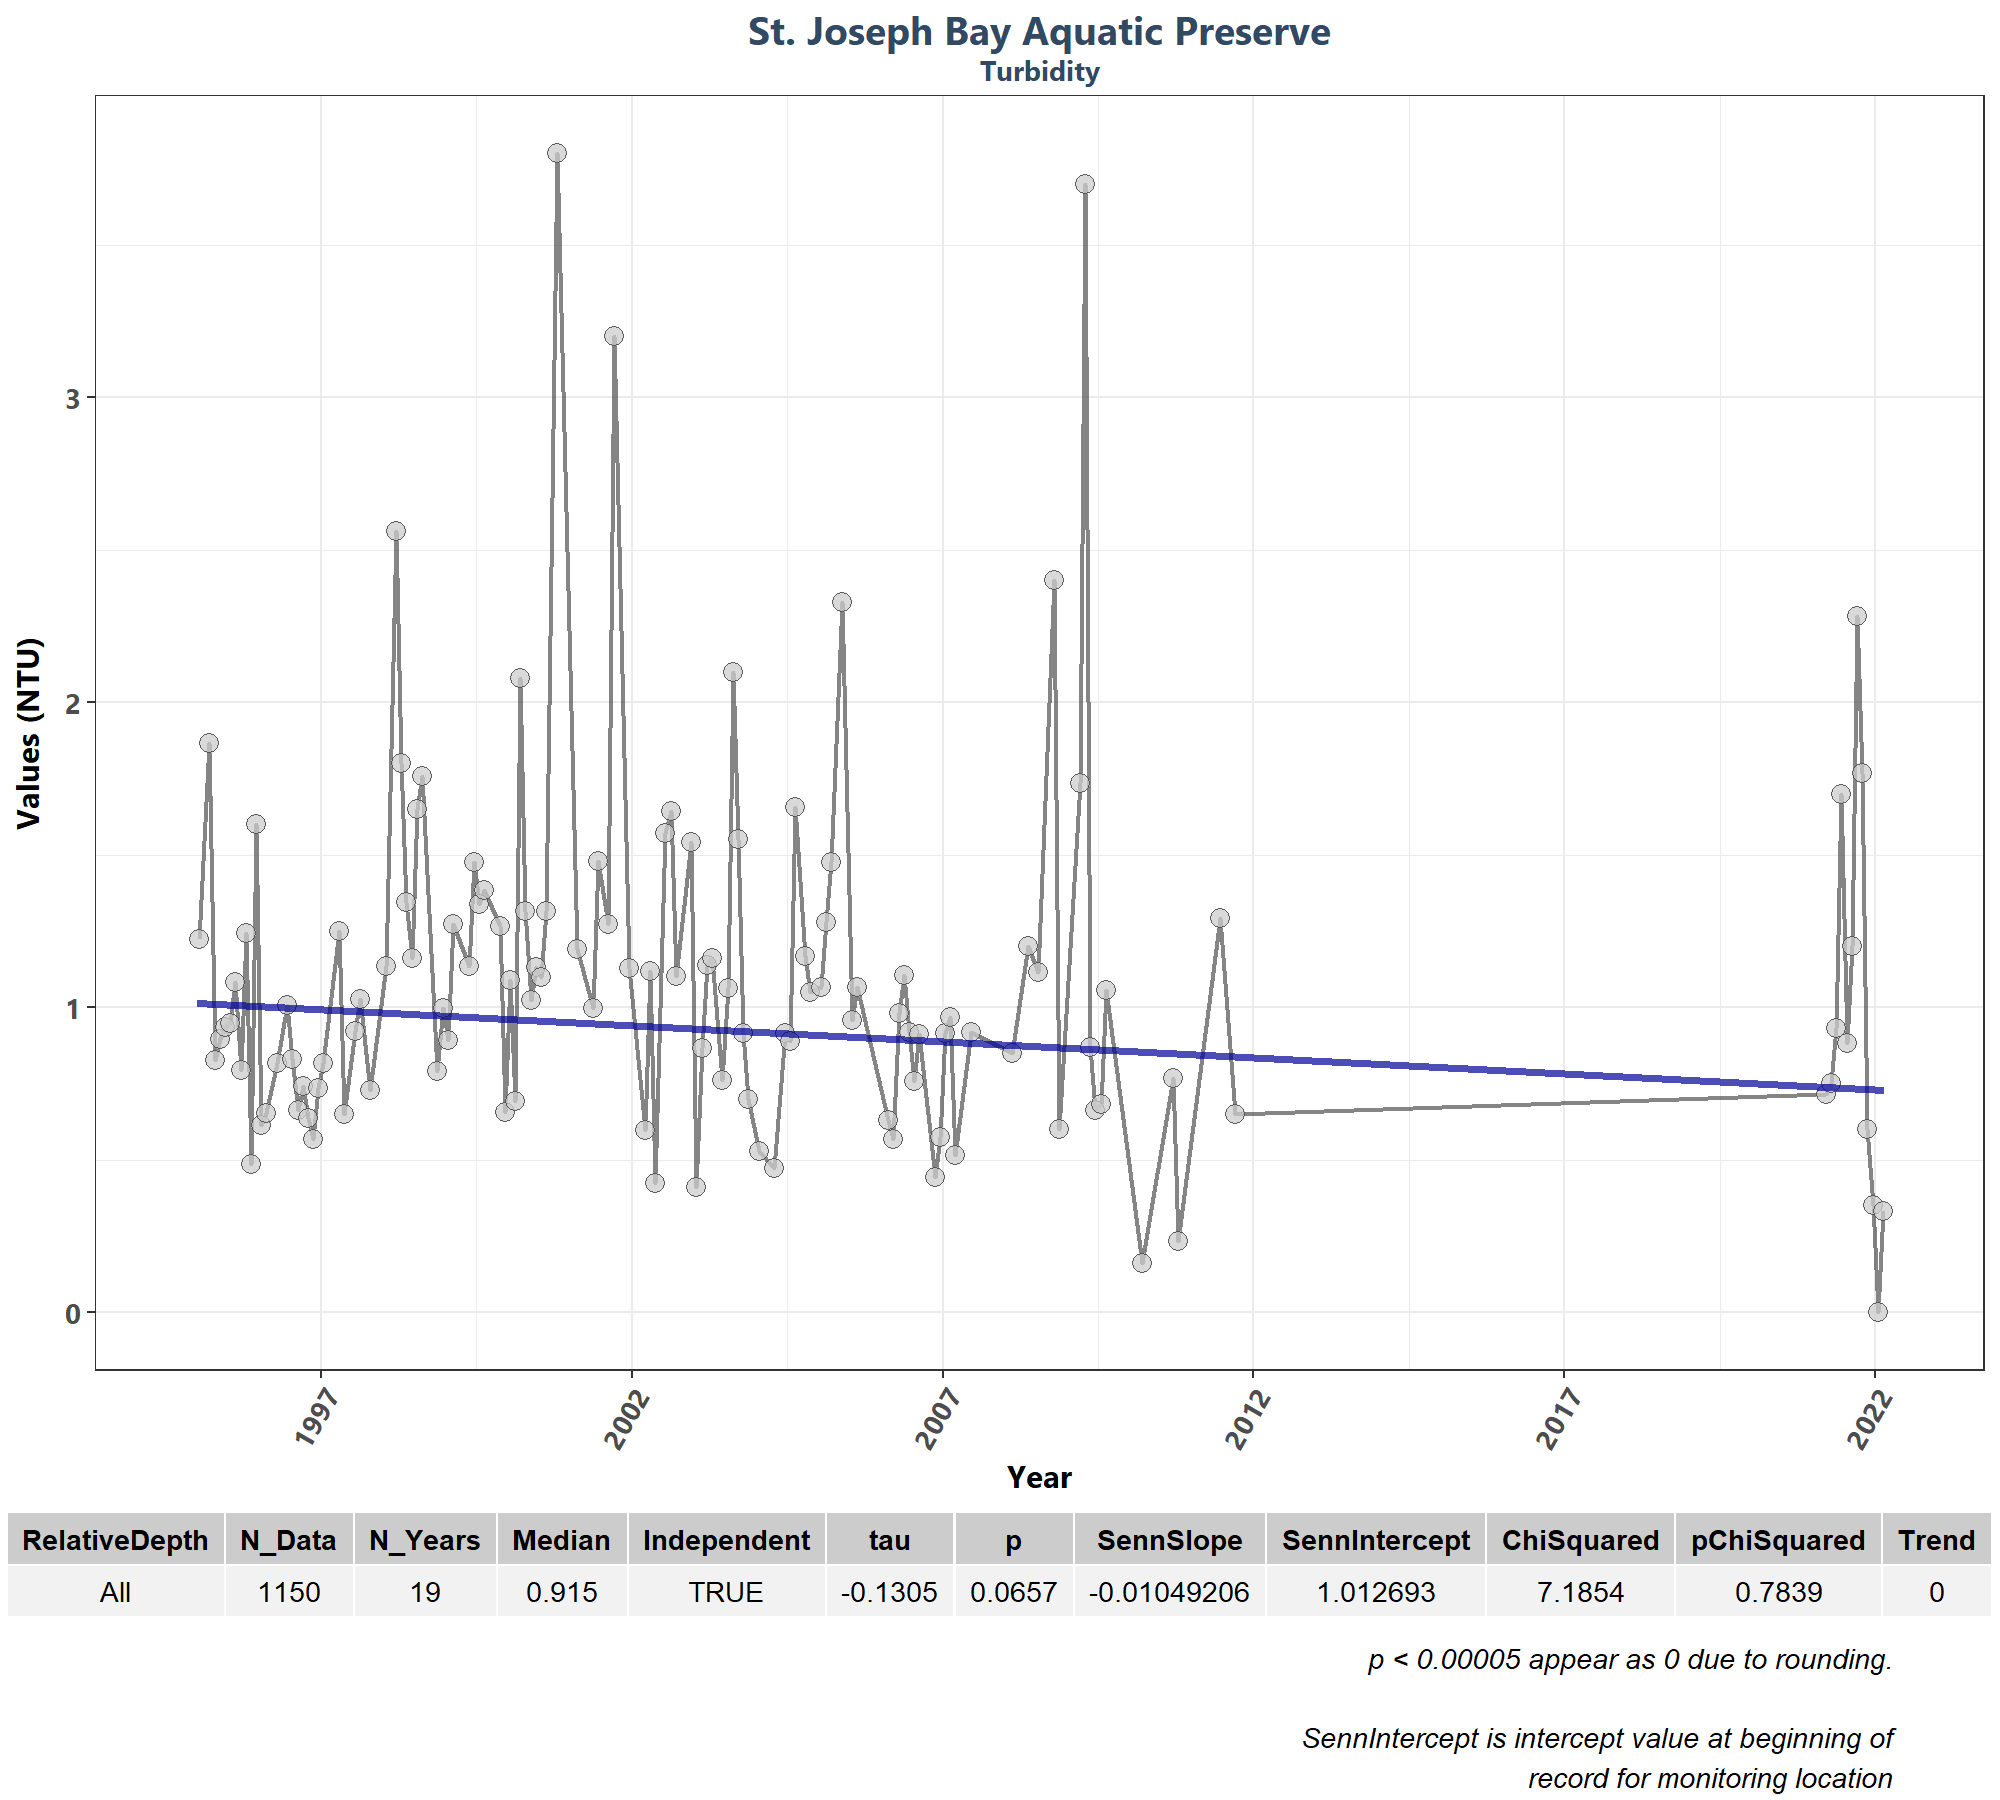 St. Joseph Bay Aquatic Preserve
Turbidity
Values (NTU)
3
2
1
0
1997 2002 2007 2012 2017 2022
Year
RelativeDepth N_Data N_Years Median Independent tau p SennSlope SennIntercept ChiSquared pChiSquared Trend
All 1150 19 0.915 TRUE -0.1305 0.0657 -0.01049206 1.012693 7.1854 0.7839 0
p < 0.00005 appear as 0 due to rounding.
SennIntercept is intercept value at beginning of
record for monitoring location